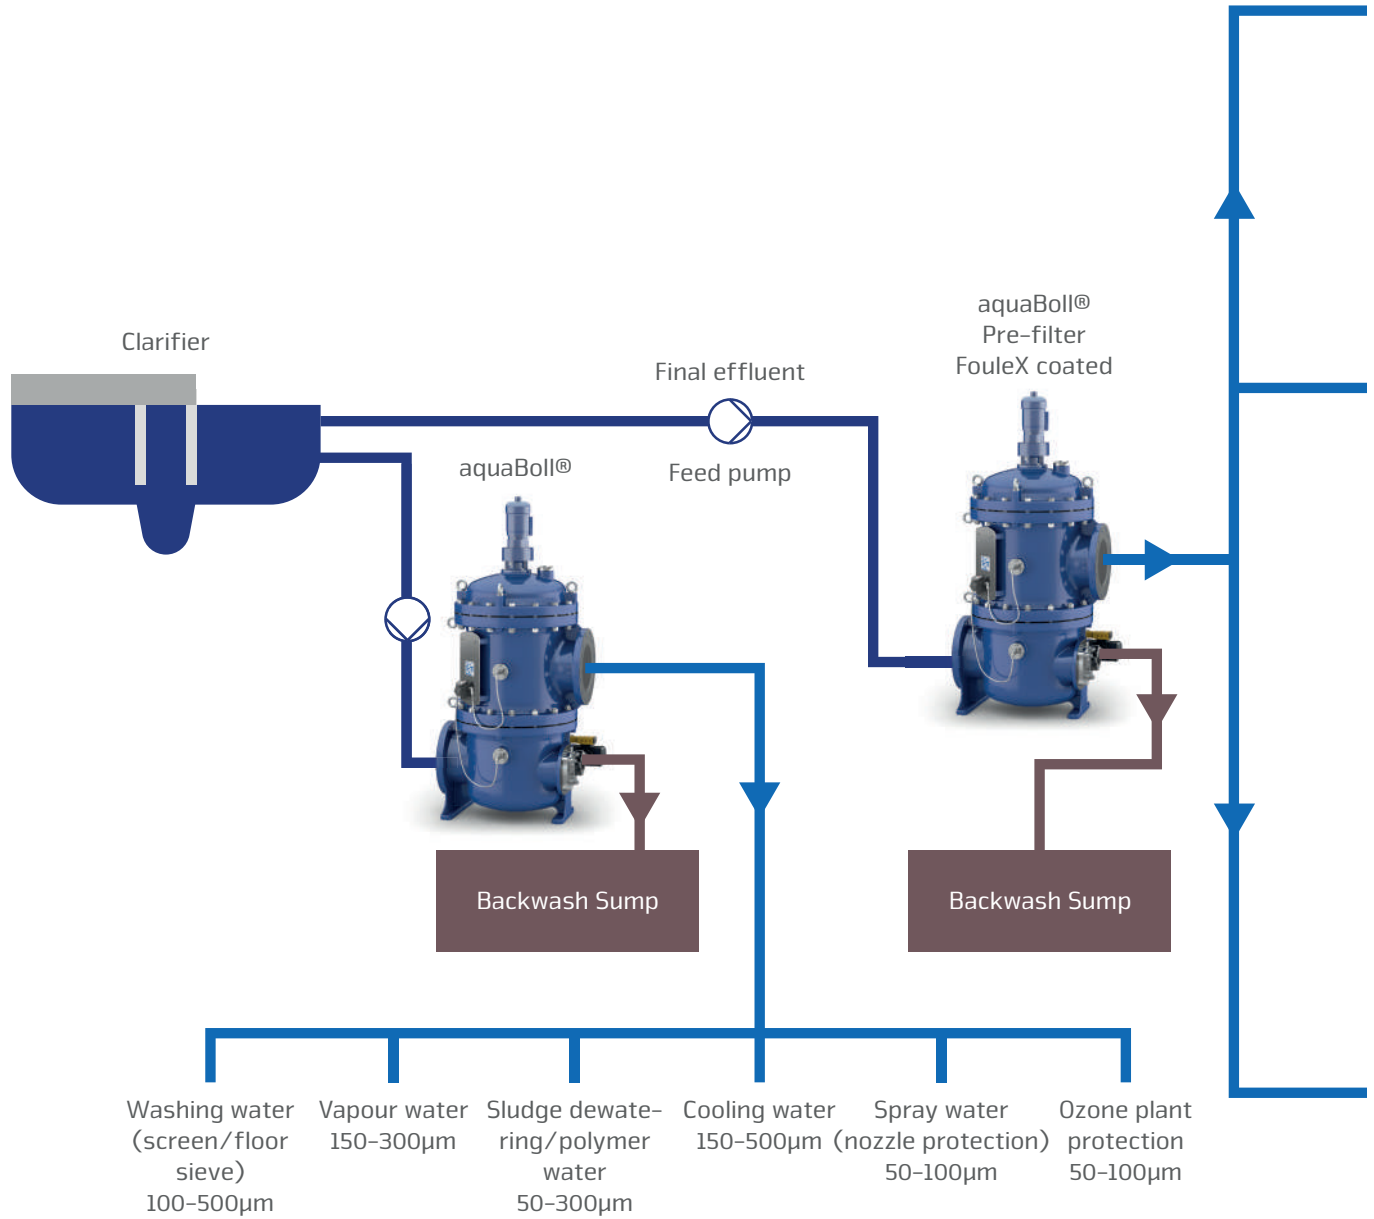 aquaBoll®
Pre-filter
FouleX coated
Clarifier
Final effluent
aquaBoll®
Feed pump
Backwash Sump
Backwash Sump
Washing water
(screen/floor
sieve)
100-500µm
Vapour water
150-300µm
Sludge dewate-
ring/polymer
water
50-300µm
Cooling water
150-500µm
Spray water
(nozzle protection)
50-100µm
Ozone plant
protection
50-100µm